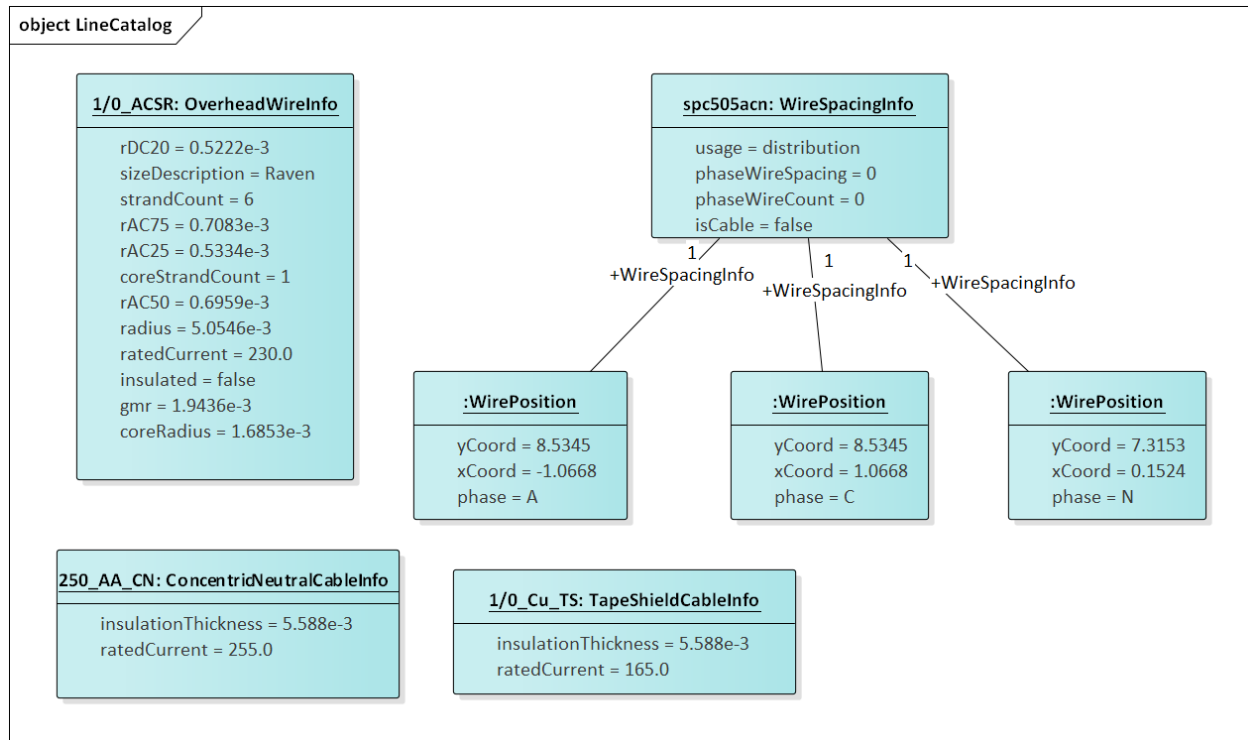 object LineCatalog
1/0_ACSR: OverheadWireInfo
rDC20 = 0.5222e-3
sizeDescription = Raven
strandCount = 6
rAC75 = 0.7083e-3
rAC25 = 0.5334e-3
coreStrandCount = 1
rAC50 = 0.6959e-3
radius = 5.0546e-3
ratedCurrent = 230.0
insulated = false
gmr = 1.9436e-3
coreRadius = 1.6853e-3
spc505acn: WireSpacingInfo
usage = distribution
phaseWireSpacing = 0
phaseWireCount = 0
isCable = false
1
+WireSpacingInfo
1
+WireSpacingInfo
1
+WireSpacingInfo
:WirePosition
yCoord = 8.5345
xCoord = -1.0668
phase = A
:WirePosition
yCoord = 8.5345
xCoord = 1.0668
phase = C
:WirePosition
yCoord = 7.3153
xCoord = 0.1524
phase = N
250_AA_CN: ConcentricNeutralCableInfo
insulationThickness = 5.588e-3
ratedCurrent = 255.0
1/0_Cu_TS: TapeShieldCableInfo
insulationThickness = 5.588e-3
ratedCurrent = 165.0